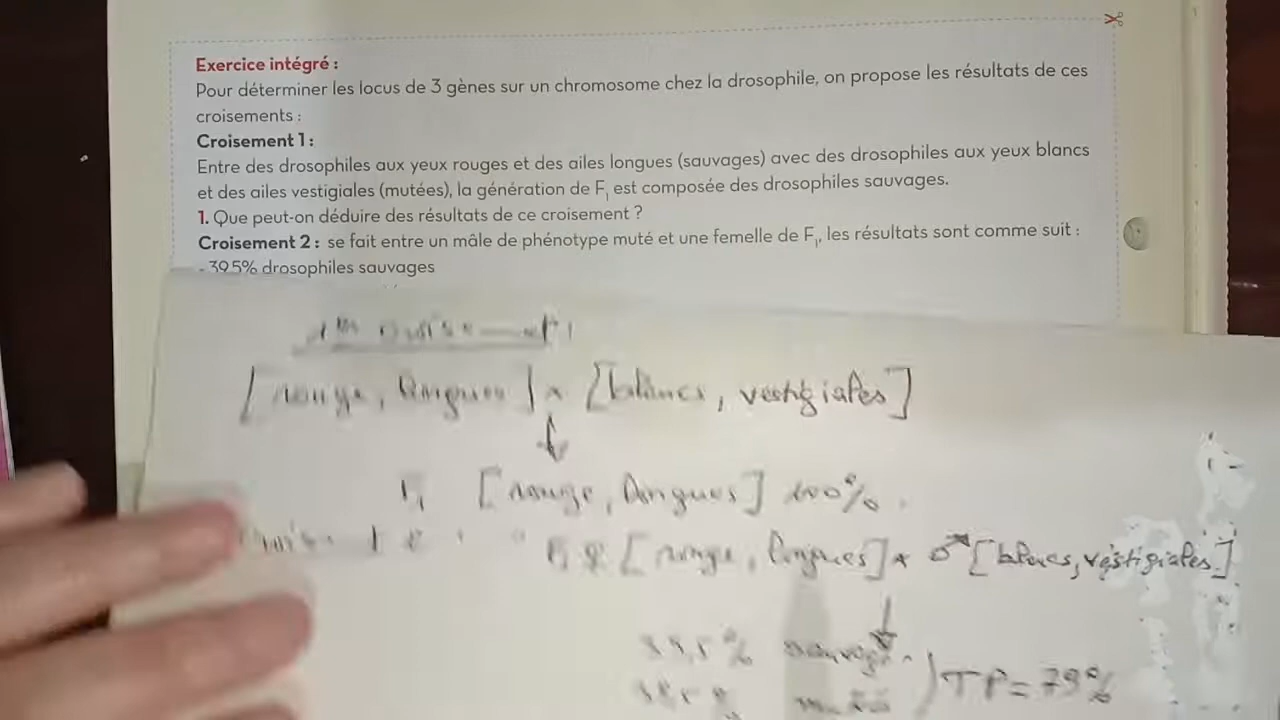 Exercice intégré :
Pour déterminer les locus de 3 gènes sur un chromosome chez la drosophile, on propose les résultats de ces
croisements :
Croisement 1 :
Entre des drosophiles aux yeux rouges et des ailes longues (sauvages) avec des drosophiles aux yeux blancs
et des ailes vestigiales (mutées), la génération de F₁ est composée des drosophiles sauvages.
1. Que peut-on déduire des résultats de ce croisement ?
Croisement 2 : se fait entre un mâle de phénotype muté et une femelle de F₁, les résultats sont comme suit :
- 39.5% drosophiles sauvages
[rouge, longues] × [blancs, vestigiales]
↓
F₁ [rouge, longues] 100%.
F₁ ♀ [rouge, longues] × ♂ [blancs, vestigiales]
↓
39,5% sauvage
TP = 79%